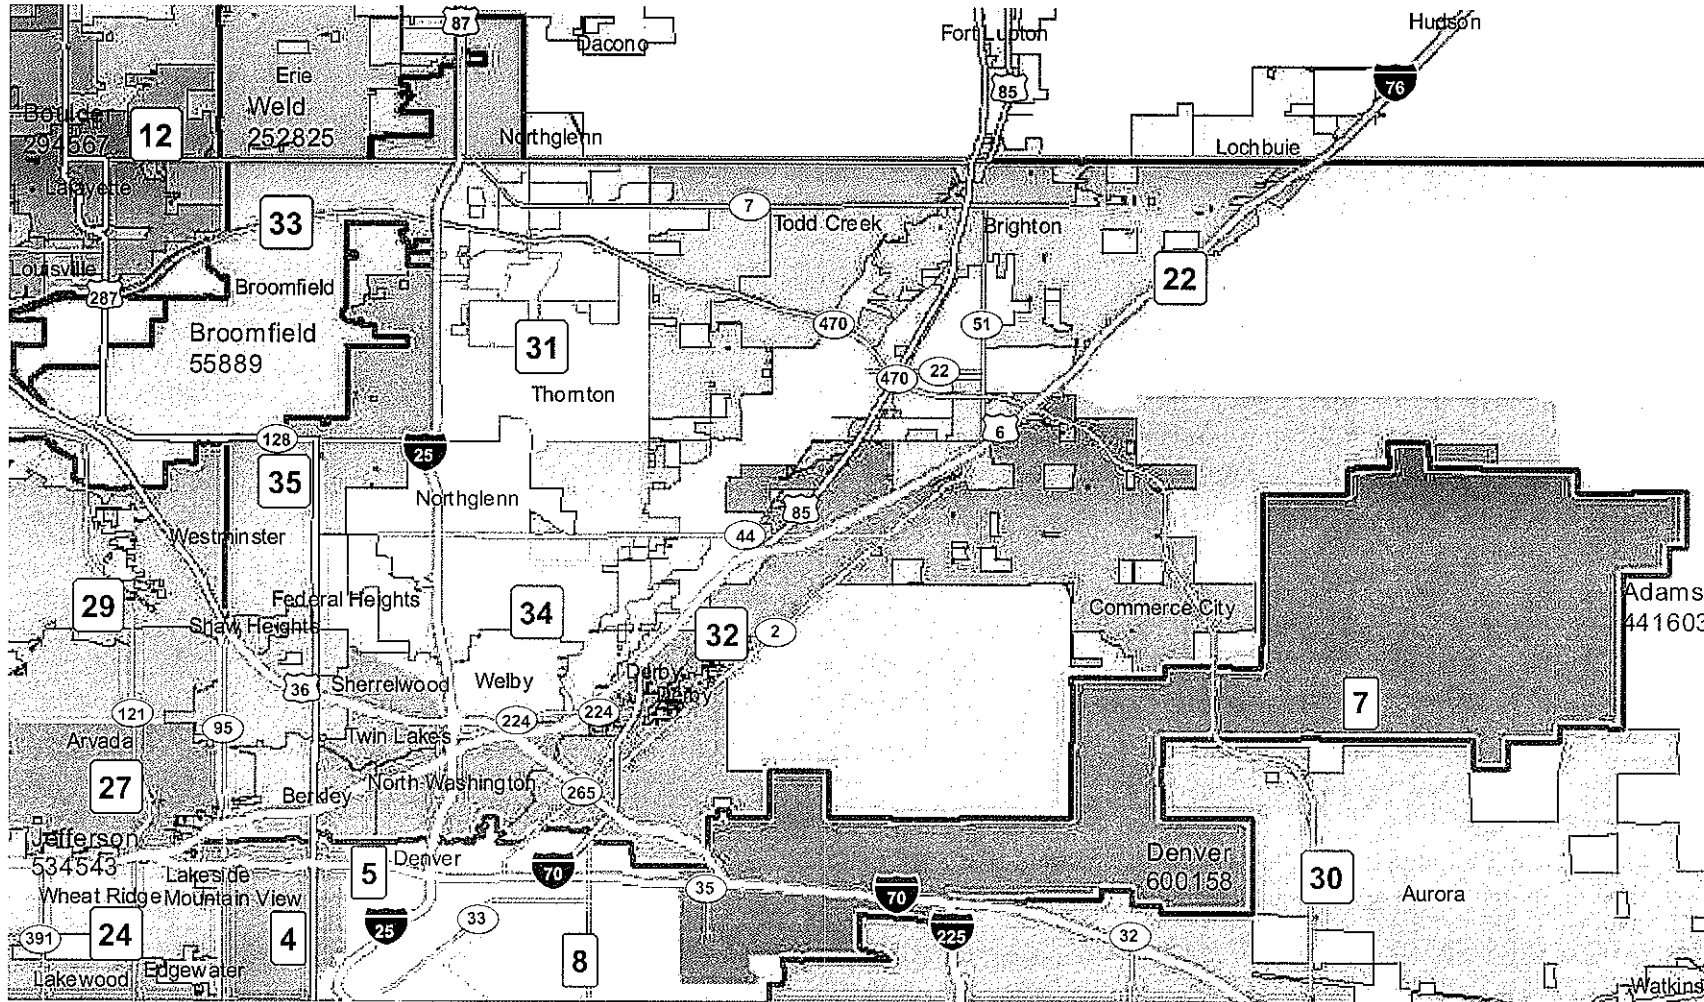 87
Dacono
Fort Lupton
Hudson
Erie
76
85
Weld
252825
Boulder
294567
12
Northglenn
Lochbuie
Lafayette
33
7
Todd Creek
Brighton
Louisville
287
Broomfield
22
Broomfield
55889
31
470
51
470
22
Thornton
128
25
6
35
Northglenn
85
Westminster
44
29
Federal Heights
34
Commerce City
Adams
441603
Shaw Heights
32
2
36
Sherrelwood
Welby
Derby
Derby
7
121
95
224
224
Arvada
Twin Lakes
27
Berkley
North Washington
265
Jefferson
534543
5
Denver
70
Denver
600158
Lakeside
35
70
30
Wheat Ridge
Mountain View
Aurora
391
24
4
25
33
8
225
32
Lakewood
Edgewater
Watkins